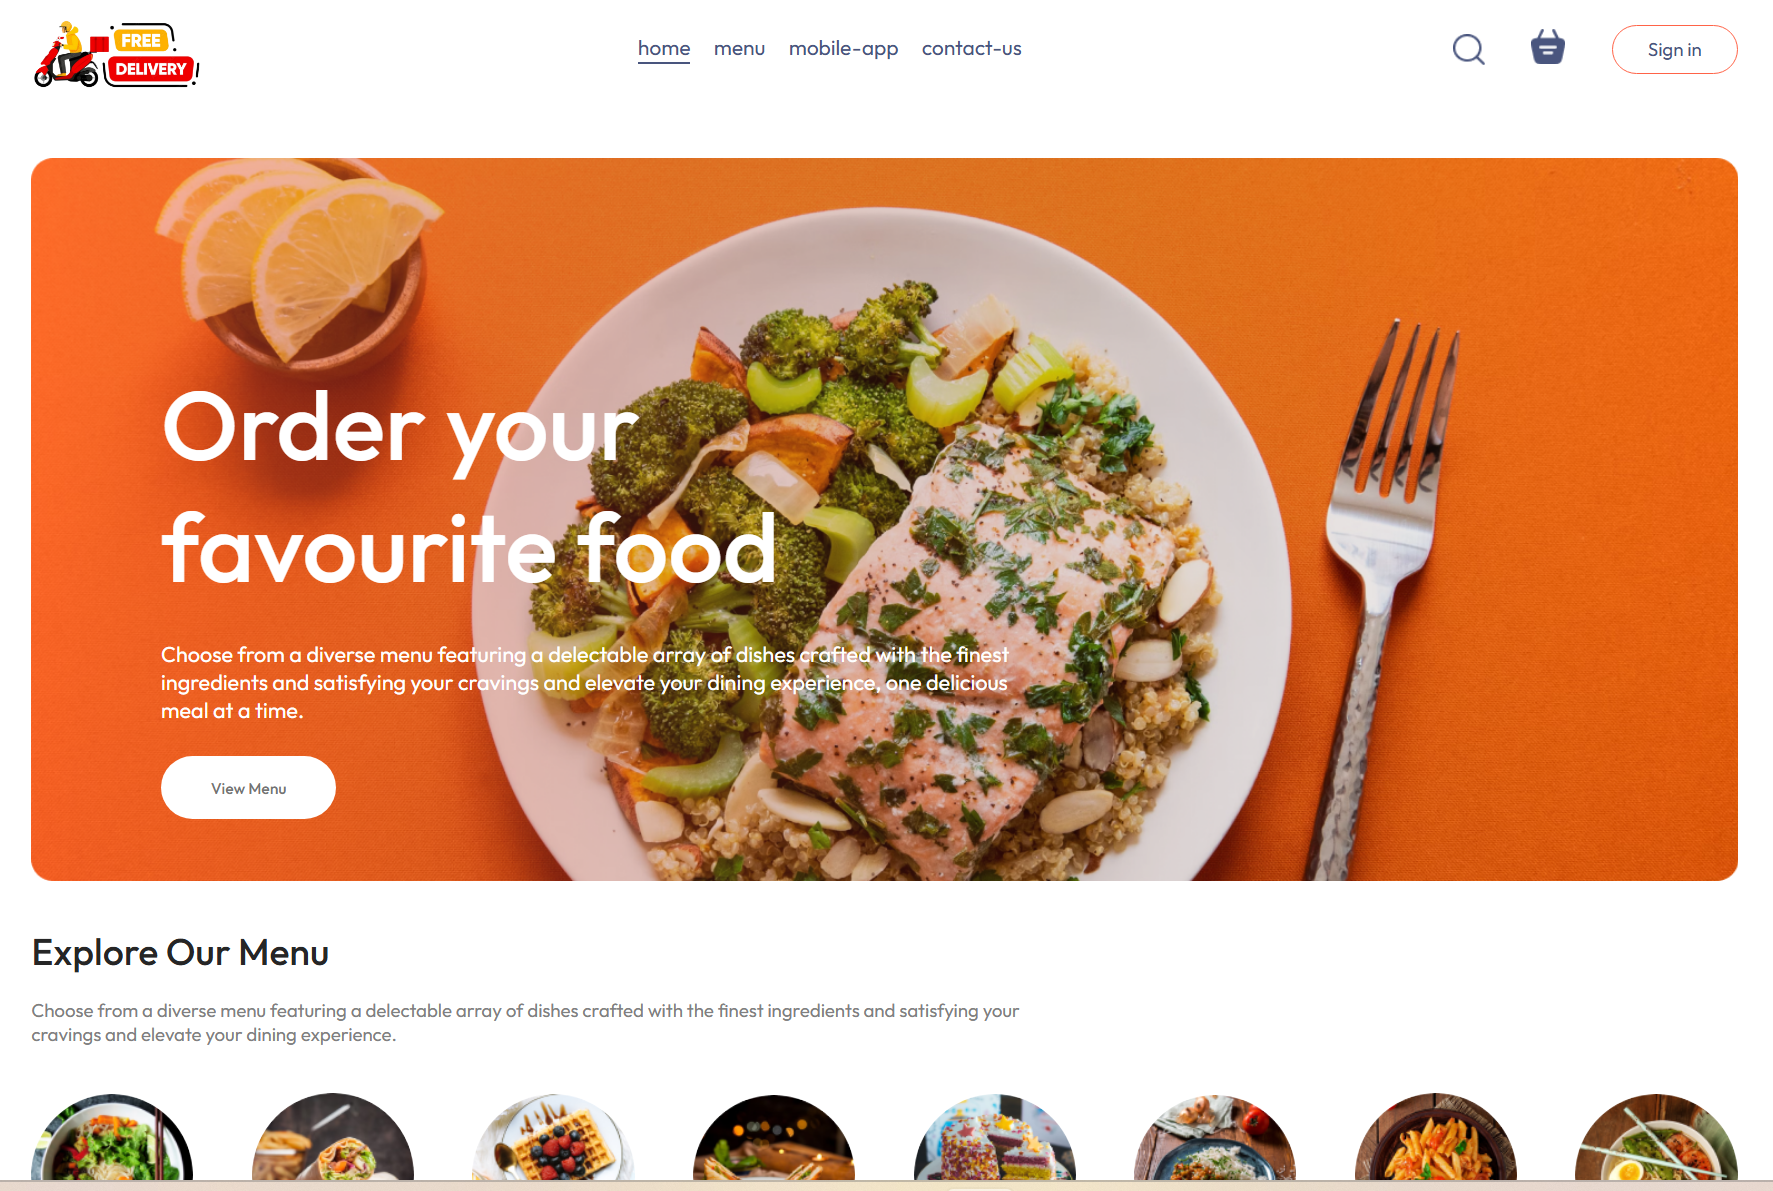 FREE
DELIVERY
home menu mobile-app contact-us
Sign in
Order your
favourite food
Choose from a diverse menu featuring a delectable array of dishes crafted with the finest
ingredients and satisfying your cravings and elevate your dining experience, one delicious
meal at a time.
View Menu
Explore Our Menu
Choose from a diverse menu featuring a delectable array of dishes crafted with the finest ingredients and satisfying your
cravings and elevate your dining experience.